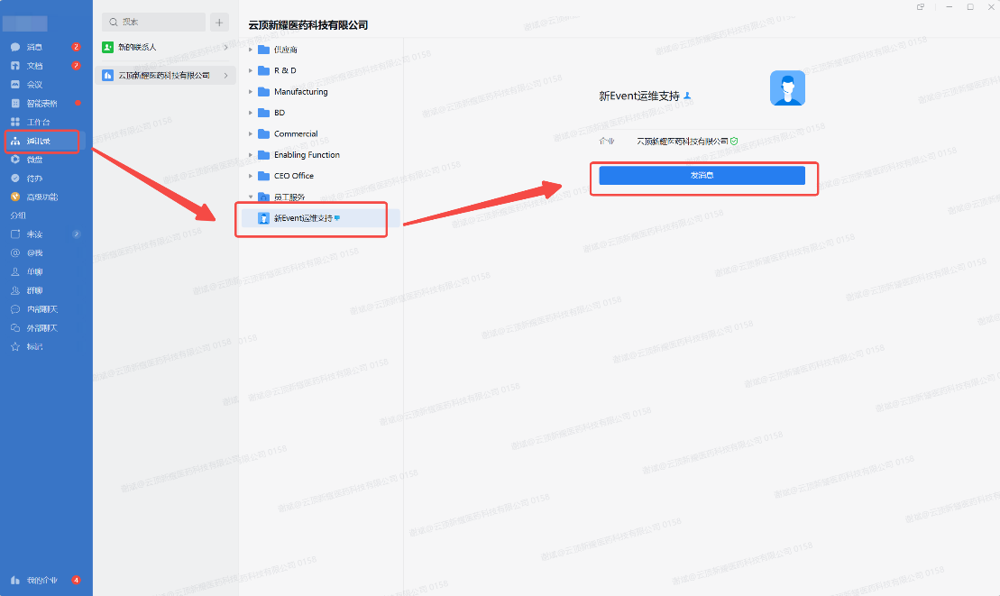 消息 2
文档 2
会议
智能表格
工作台
通讯录
微盘
待办
高级功能
分组
未读 2
@我
单聊
群聊
内部聊天
外部聊天
标记
我的企业 4
搜索
新的联系人
云顶新耀医药科技有限公司
云顶新耀医药科技有限公司
供应商
R & D
Manufacturing
BD
Commercial
Enabling Function
CEO Office
员工服务
新Event运维支持
新Event运维支持
企业 云顶新耀医药科技有限公司
发消息
谢斌@云顶新耀医药科技有限公司 0158